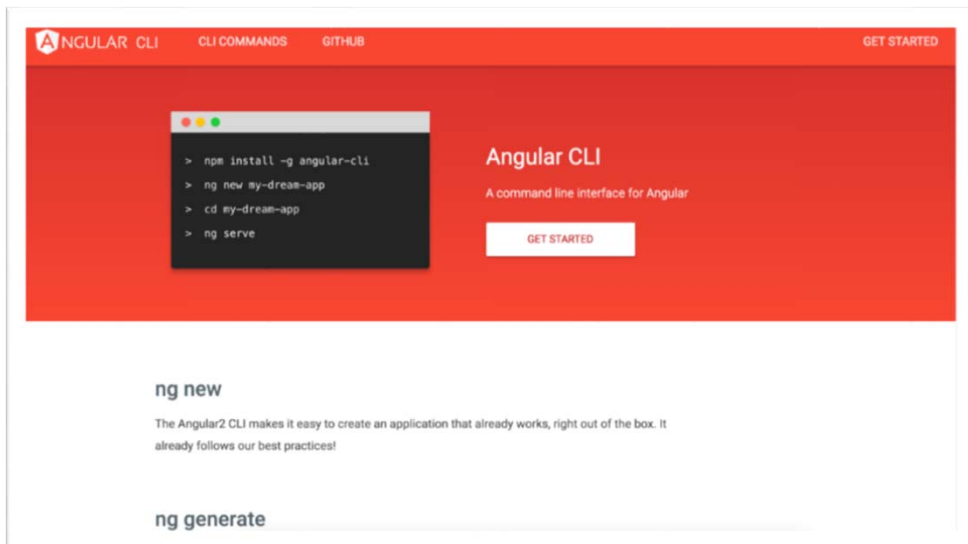 ANGULAR CLI CLI COMMANDS GITHUB GET STARTED
> npm install -g angular-cli
> ng new my-dream-app
> cd my-dream-app
> ng serve
Angular CLI
A command line interface for Angular
GET STARTED
ng new
The Angular2 CLI makes it easy to create an application that already works, right out of the box. It
already follows our best practices!
ng generate